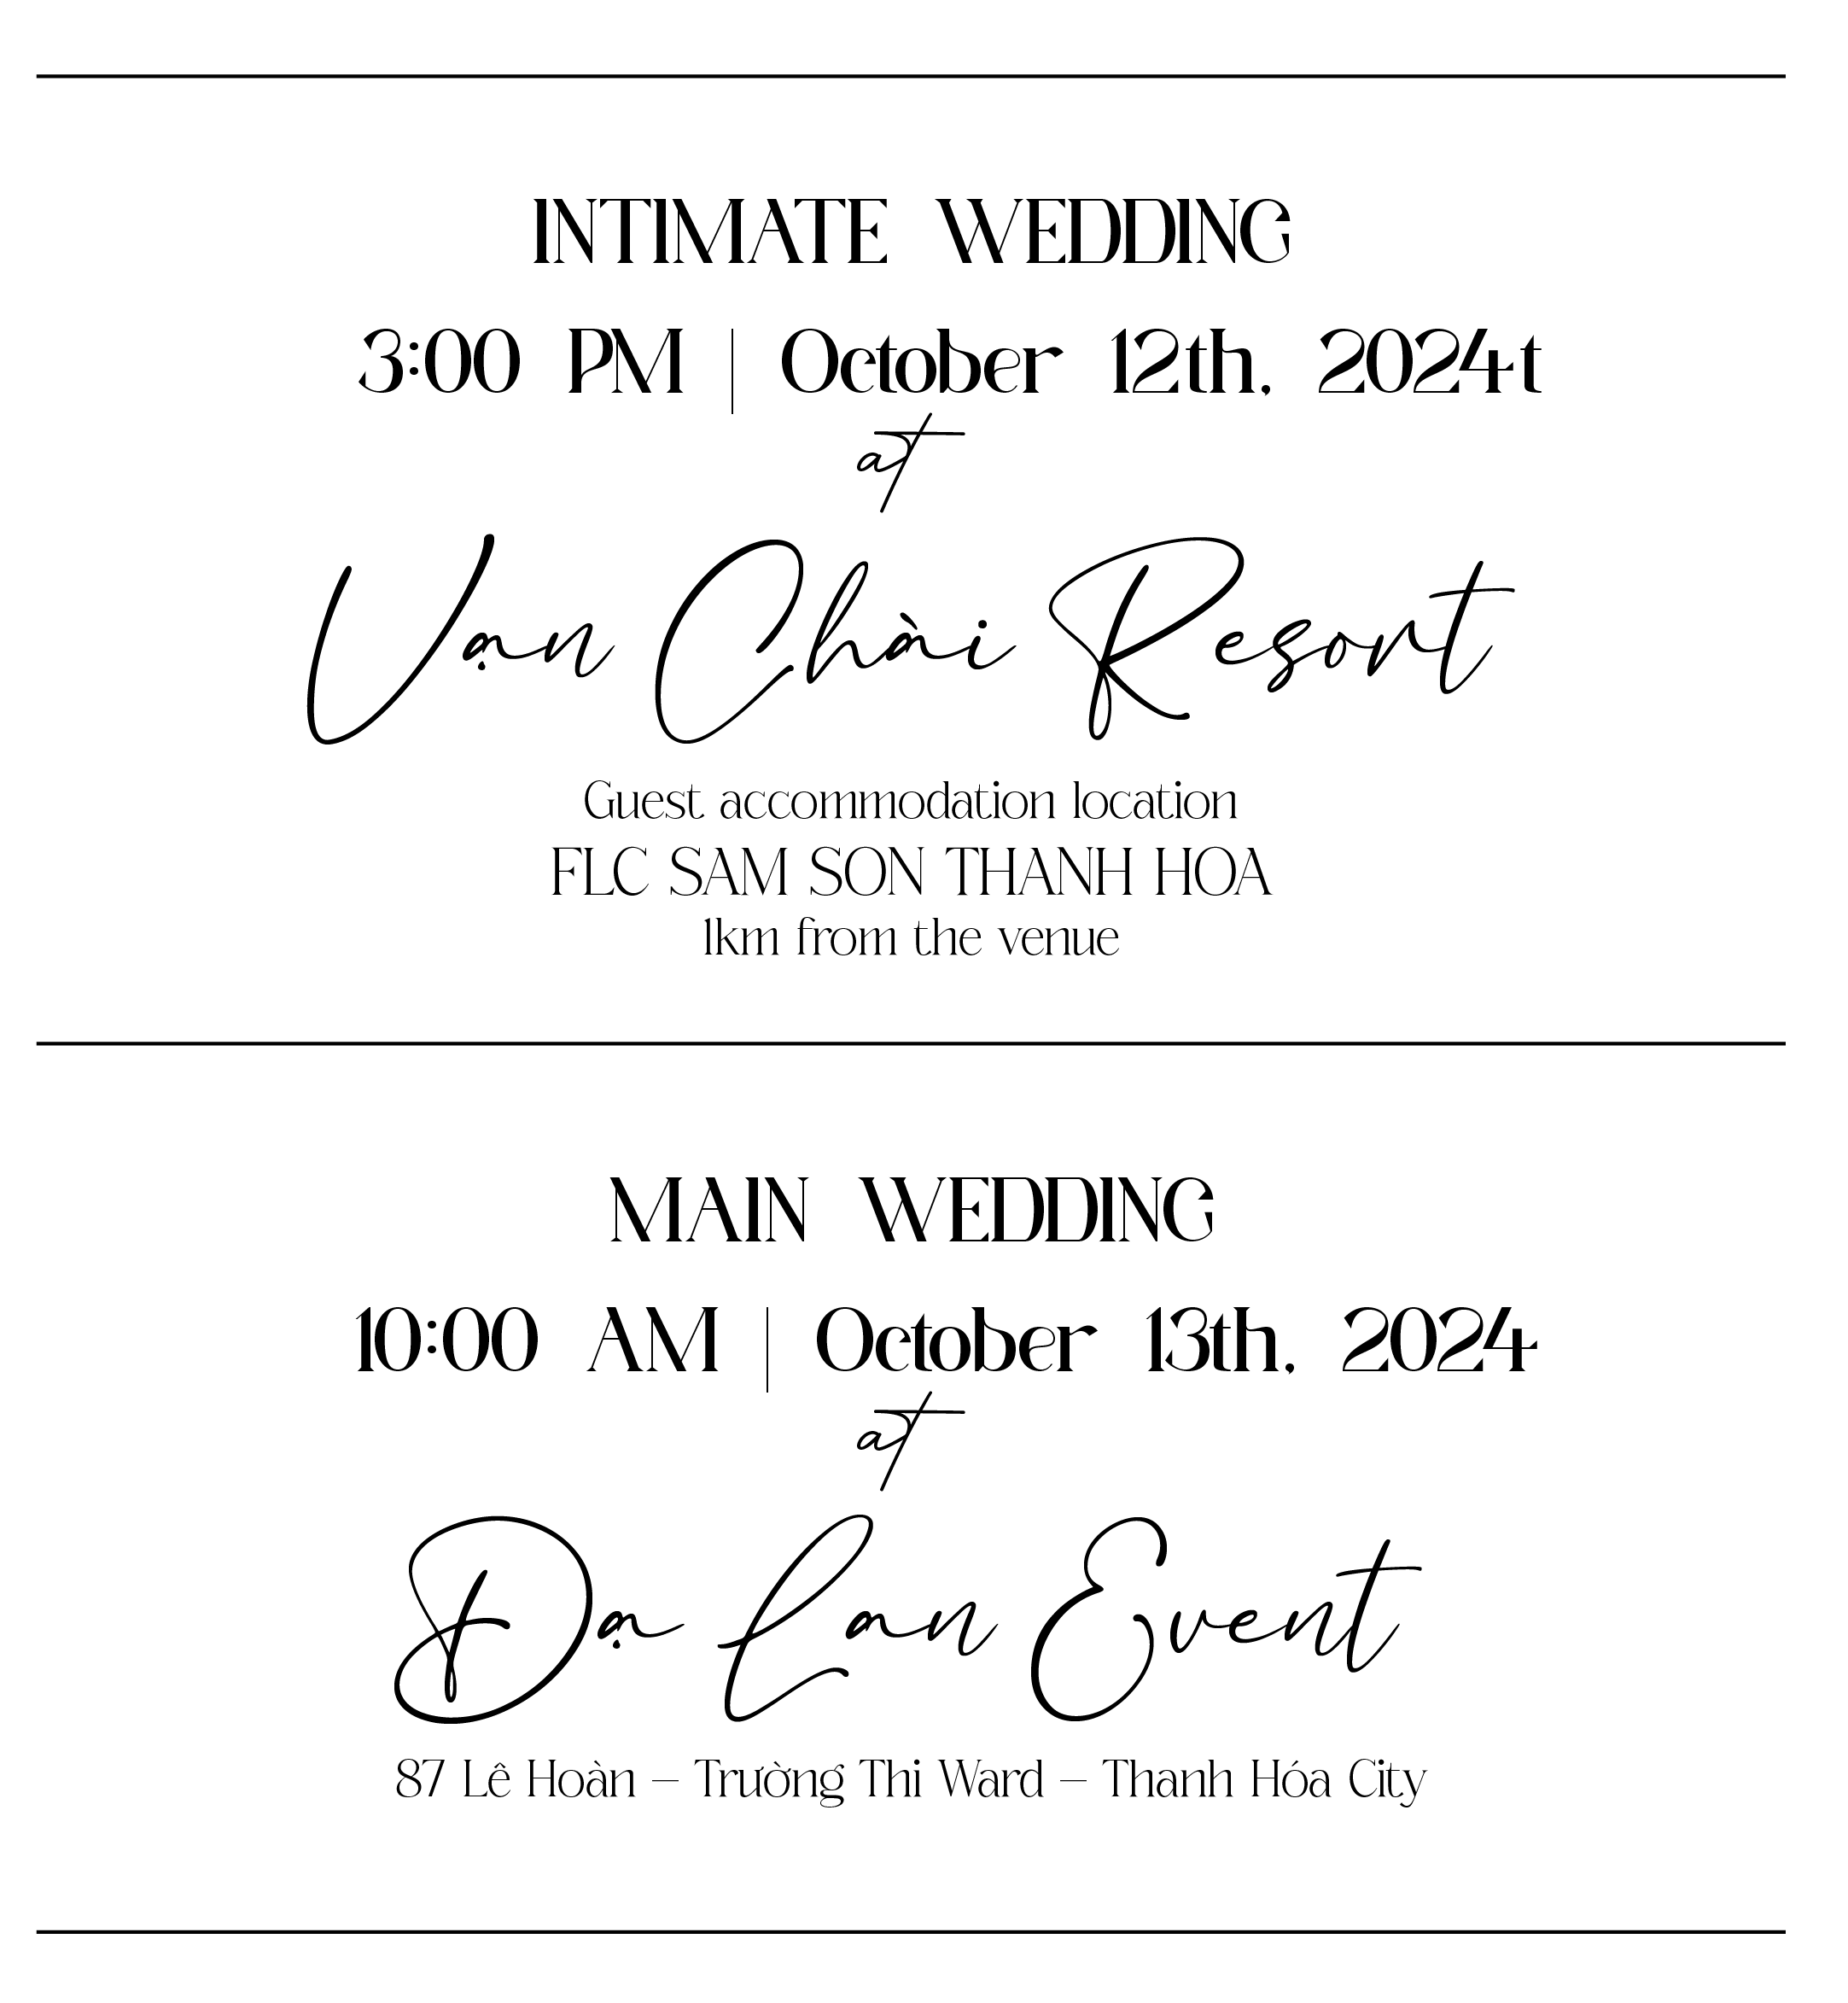 INTIMATE WEDDING
3:00 PM | October 12th, 2024t
at
Vạn Chài Resort
Guest accommodation location
FLC SAM SON THANH HOA
1km from the venue
MAIN WEDDING
10:00 AM | October 13th, 2024
at
Dạ Lan Event
87 Lê Hoàn – Trường Thi Ward – Thanh Hóa City